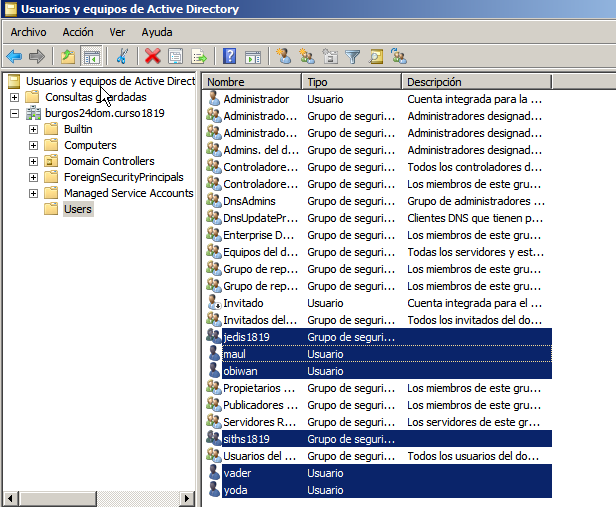 Usuarios y equipos de Active Directory
Archivo Acción Ver Ayuda
Usuarios y equipos de Active Direct
Consultas guardadas
burgos24dom.curso1819
Builtin
Computers
Domain Controllers
ForeignSecurityPrincipals
Managed Service Accounts
Users
Nombre Tipo Descripción
Administrador Usuario Cuenta integrada para la ...
Administrado... Grupo de seguri... Administradores designad...
Administrado... Grupo de seguri... Administradores designad...
Admins. del d... Grupo de seguri... Administradores designad...
Controladore... Grupo de seguri... Todos los controladores d...
Controladore... Grupo de seguri... Los miembros de este gru...
DnsAdmins Grupo de seguri... Grupo de administradores ...
DnsUpdatePr... Grupo de seguri... Clientes DNS que tienen p...
Enterprise D... Grupo de seguri... Los miembros de este gru...
Equipos del d... Grupo de seguri... Todas los servidores y est...
Grupo de rep... Grupo de seguri... Los miembros de este gru...
Grupo de rep... Grupo de seguri... Los miembros de este gru...
Invitado Usuario Cuenta integrada para el ...
Invitados del... Grupo de seguri... Todos los invitados del do...
jedis1819 Grupo de seguri...
maul Usuario
obiwan Usuario
Propietarios ... Grupo de seguri... Los miembros de este gru...
Publicadores ... Grupo de seguri... Los miembros de este gru...
Servidores R... Grupo de seguri... Los servidores de este gr...
siths1819 Grupo de seguri...
Usuarios del ... Grupo de seguri... Todos los usuarios del do...
vader Usuario
yoda Usuario